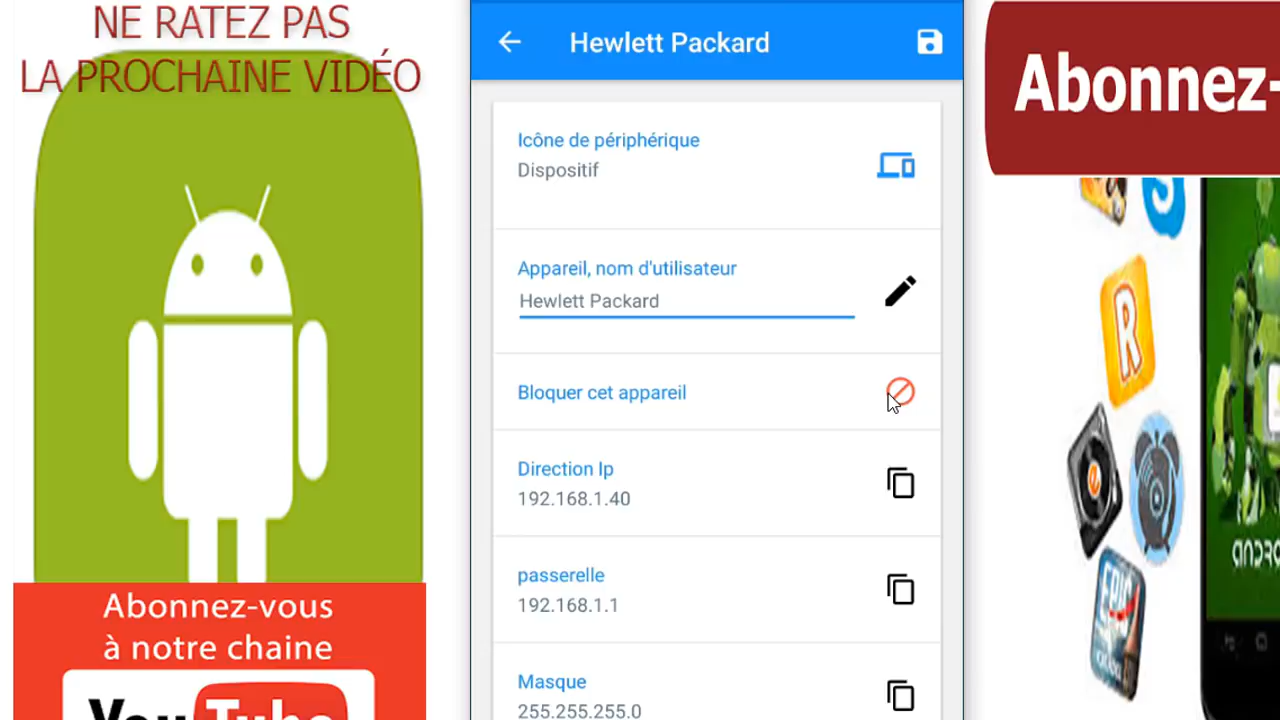 NE RATEZ PAS
LA PROCHAINE VIDÉO
Abonnez-vous
à notre chaine
YouTube
Hewlett Packard
Icône de périphérique
Dispositif
Appareil, nom d'utilisateur
Hewlett Packard
Bloquer cet appareil
Direction Ip
192.168.1.40
passerelle
192.168.1.1
Masque
255.255.255.0
Abonnez-
R
S
e
EPIC